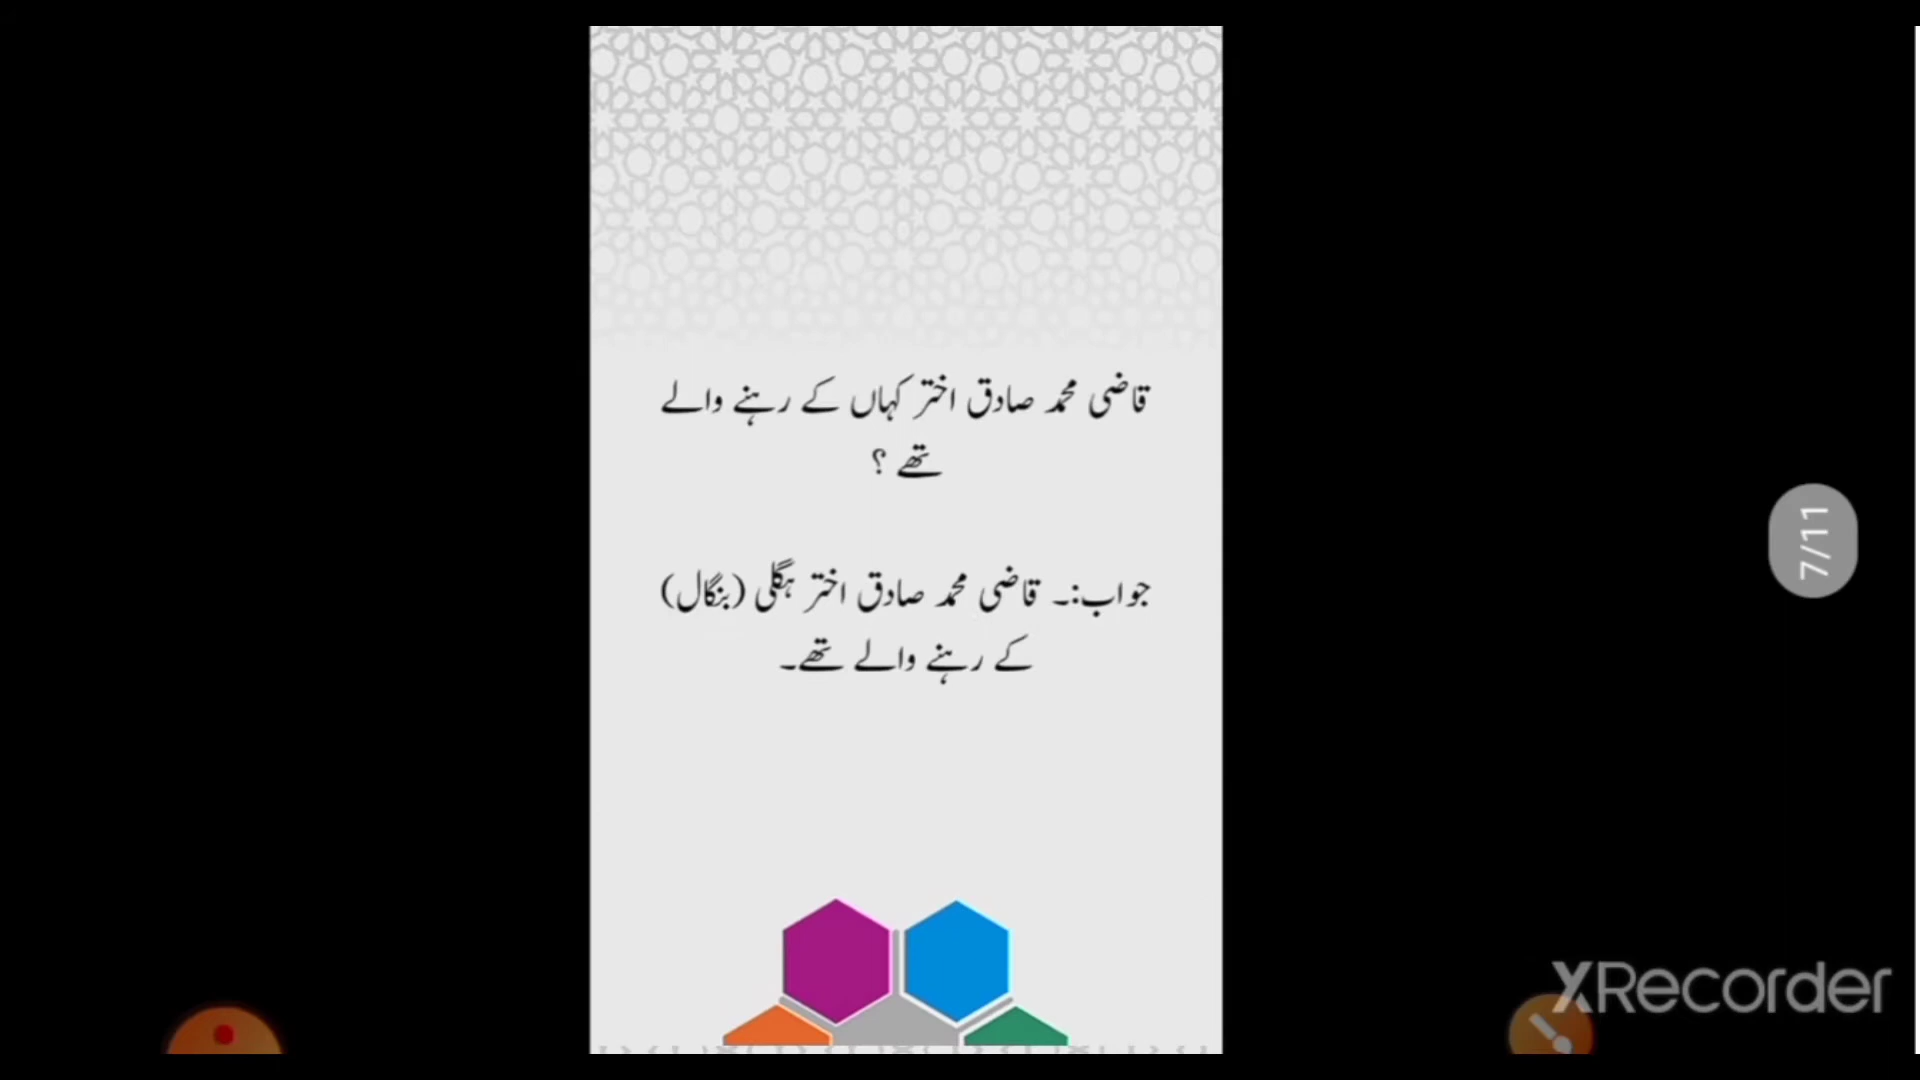 قاضی محمد صادق اختر کہاں کے رہنے والے
تھے ؟
جواب:۔ قاضی محمد صادق اختر ہگلی (بنگال)
کے رہنے والے تھے۔
7/11
XRecorder